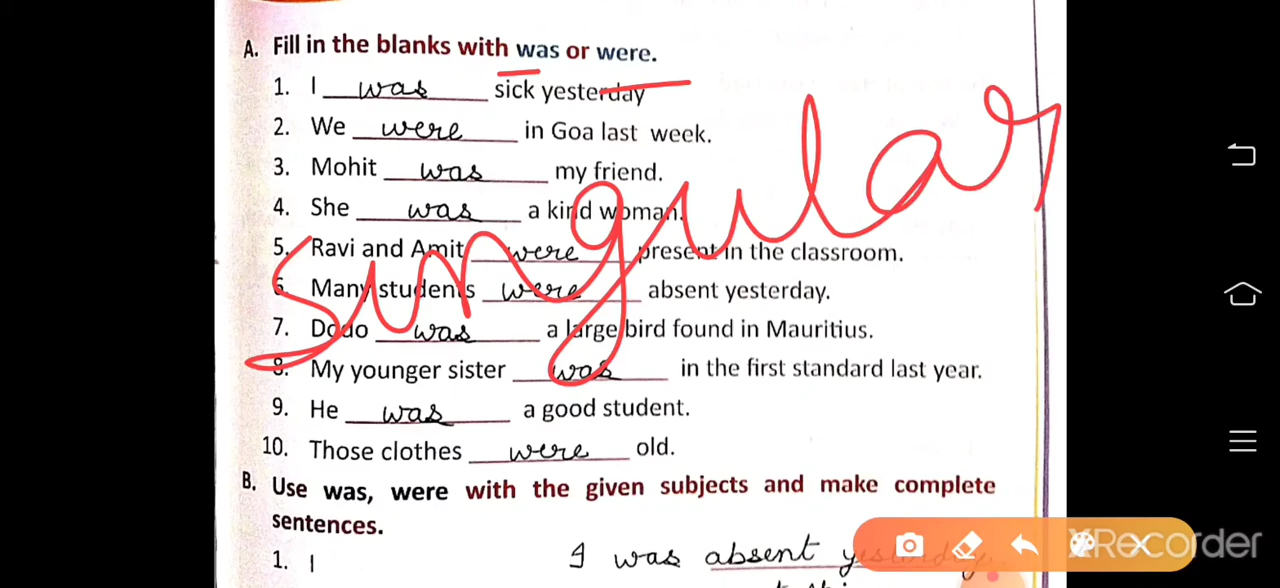 A. Fill in the blanks with was or were.
1. I was sick yesterday
2. We were in Goa last week.
3. Mohit was my friend.
4. She was a kind woman.
5. Ravi and Amit were present in the classroom.
6. Many students were absent yesterday.
7. Dodo was a large bird found in Mauritius.
8. My younger sister was in the first standard last year.
9. He was a good student.
10. Those clothes were old.
singular
B. Use was, were with the given subjects and make complete
sentences.
1. I I was absent yesterday.
XRecorder